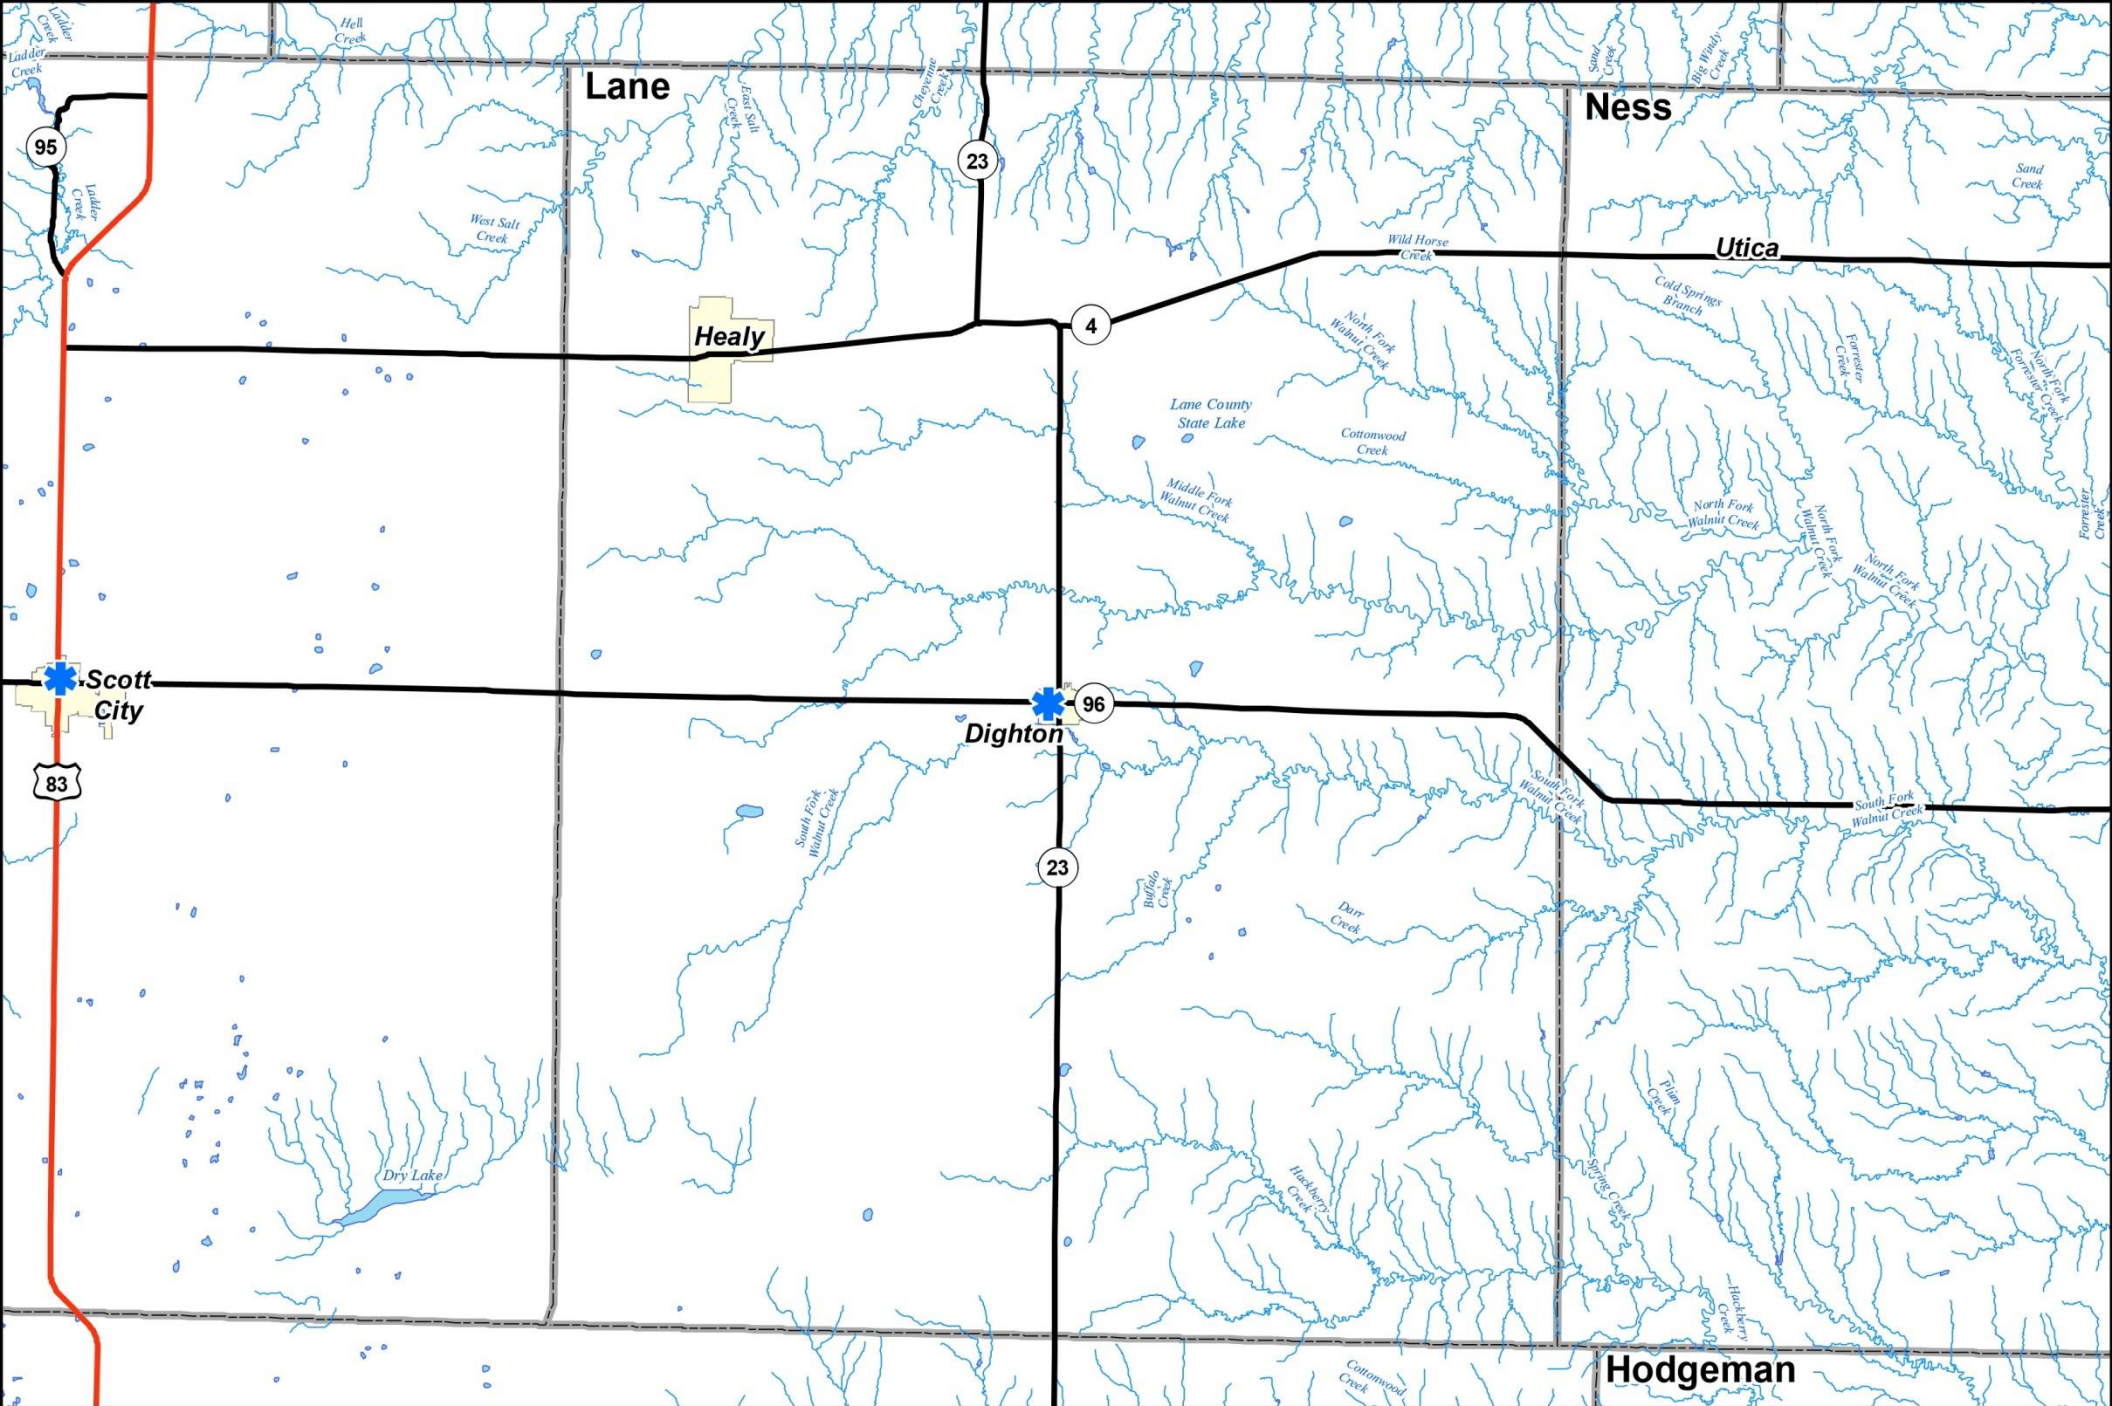 Ladder
Creek
Hell
Creek
Ladder
Creek
Lane
Cheyenne
Creek
East Salt
Creek
Sand
Creek
Big Windy
Creek
Ness
95
23
Ladder
Creek
Sand
Creek
West Salt
Creek
Wild Horse
Creek
Utica
Cold Springs
Branch
Healy
4
North Fork
Walnut Creek
Forrester
Creek
North Fork
Forrester Creek
Lane County
State Lake
Cottonwood
Creek
Middle Fork
Walnut Creek
North Fork
Walnut Creek
North Fork
Walnut Creek
Forrester
Creek
North Fork
Walnut Creek
Scott
City
96
Dighton
83
South Fork
Walnut Creek
South Fork
Walnut Creek
South Fork
Walnut Creek
23
Buffalo
Creek
Darr
Creek
Plum
Creek
Dry Lake
Hackberry
Creek
Spring Creek
Hackberry
Creek
Cottonwood
Creek
Hodgeman